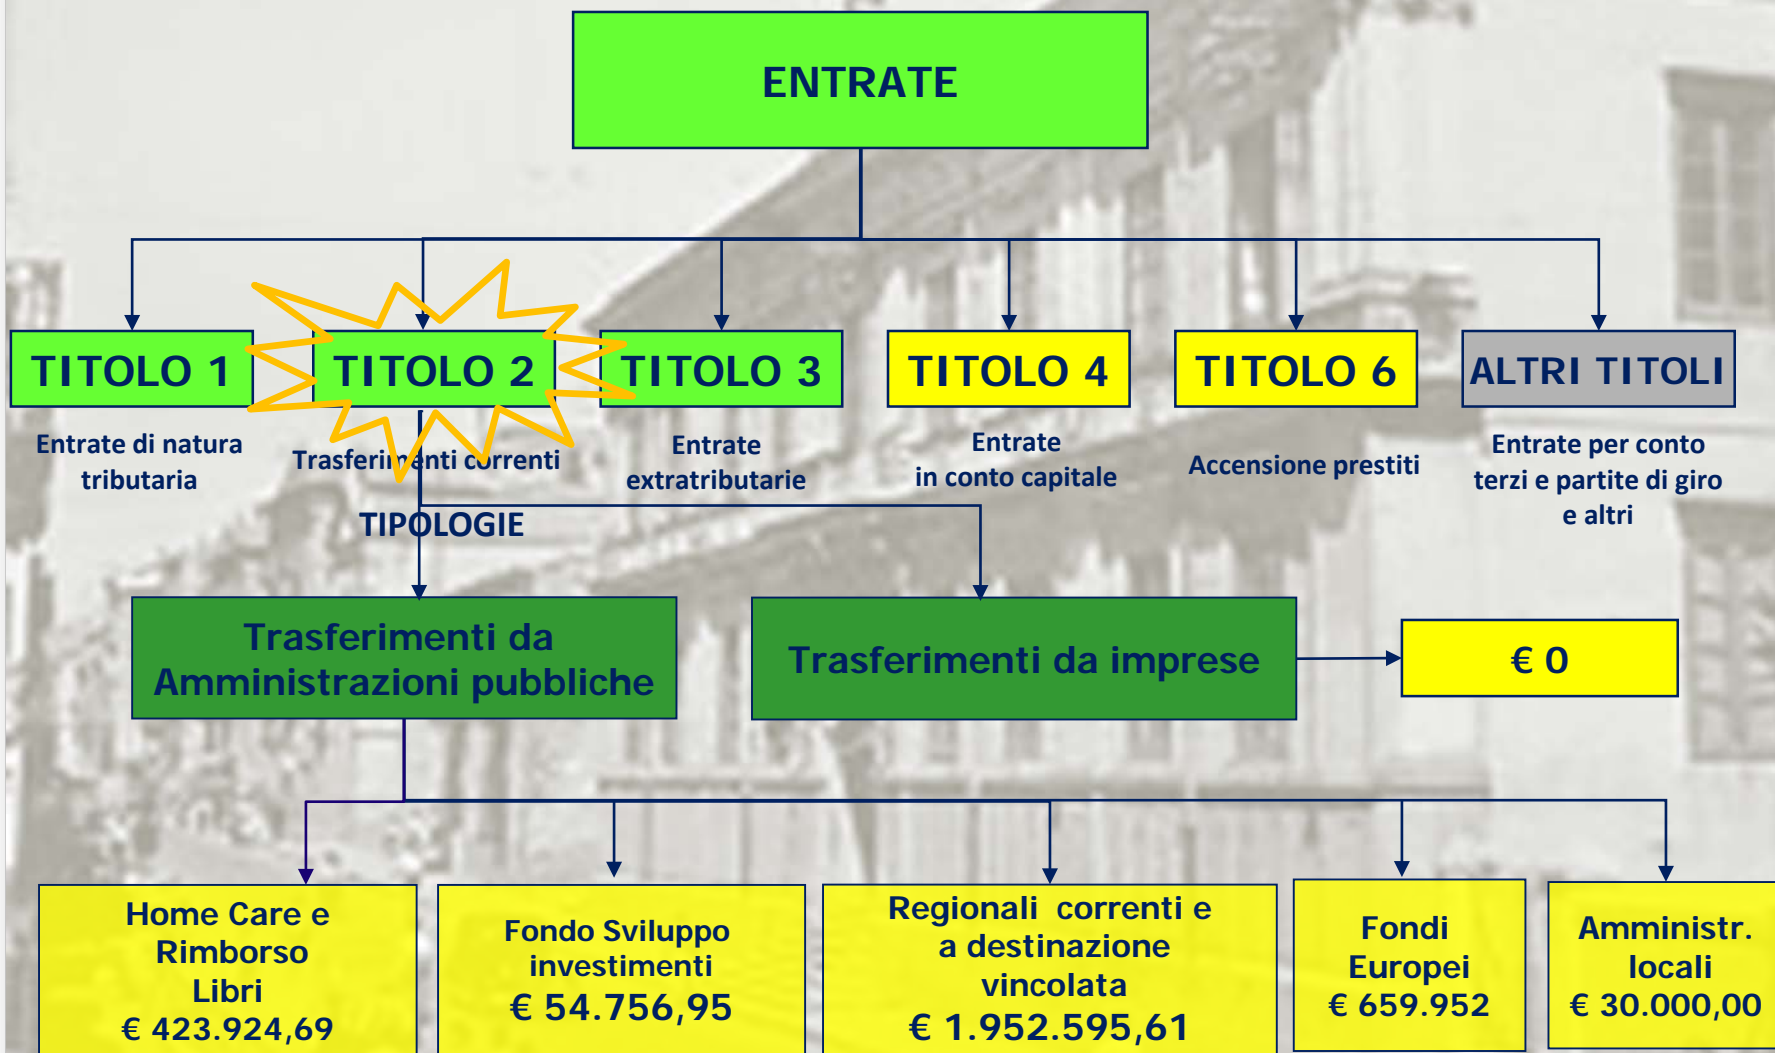 ENTRATE
TITOLO 1
TITOLO 2
TITOLO 3
TITOLO 4
TITOLO 6
ALTRI TITOLI
Entrate di natura
tributaria
Trasferimenti correnti
Entrate
extratributarie
Entrate
in conto capitale
Accensione prestiti
Entrate per conto
terzi e partite di giro
e altri
TIPOLOGIE
Trasferimenti da
Amministrazioni pubbliche
Trasferimenti da imprese
€ 0
Home Care e
Rimborso
Libri
€ 423.924,69
Fondo Sviluppo
investimenti
€ 54.756,95
Regionali correnti e
a destinazione
vincolata
€ 1.952.595,61
Fondi
Europei
€ 659.952
Amministr.
locali
€ 30.000,00